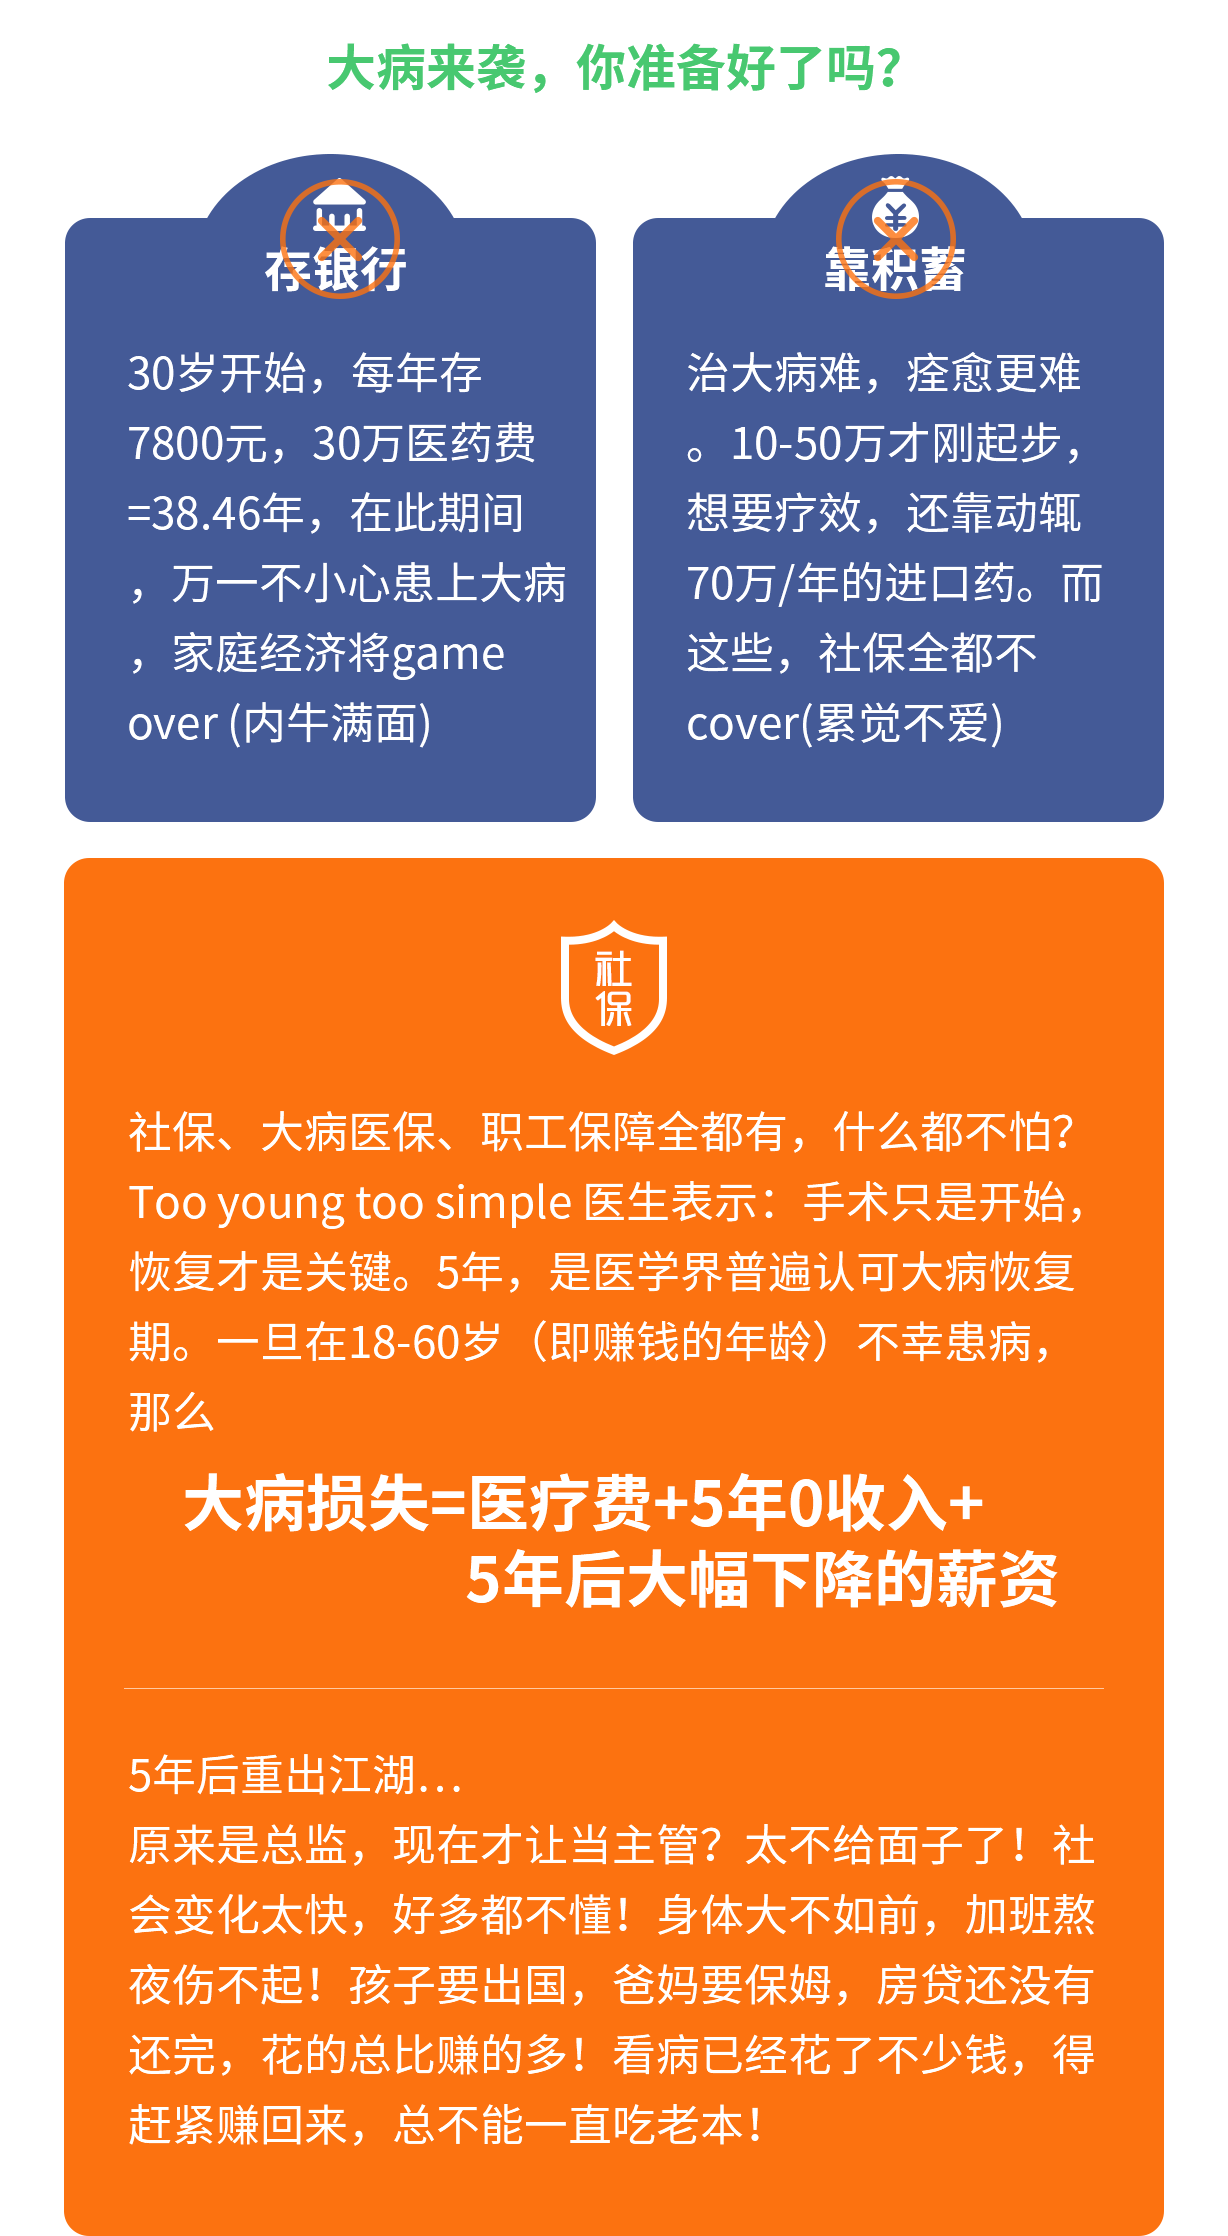 大病来袭，你准备好了吗？
存银行
30岁开始，每年存
7800元，30万医药费
=38.46年，在此期间
，万一不小心患上大病
，家庭经济将game
over (内牛满面)
靠积蓄
治大病难，痊愈更难
。10-50万才刚起步，
想要疗效，还靠动辄
70万/年的进口药。而
这些，社保全都不
cover(累觉不爱)
社
保
社保、大病医保、职工保障全都有，什么都不怕？
Too young too simple 医生表示：手术只是开始，
恢复才是关键。5年，是医学界普遍认可大病恢复
期。一旦在18-60岁（即赚钱的年龄）不幸患病，
那么
大病损失=医疗费+5年0收入+
5年后大幅下降的薪资
5年后重出江湖…
原来是总监，现在才让当主管？太不给面子了！社
会变化太快，好多都不懂！身体大不如前，加班熬
夜伤不起！孩子要出国，爸妈要保姆，房贷还没有
还完，花的总比赚的多！看病已经花了不少钱，得
赶紧赚回来，总不能一直吃老本！